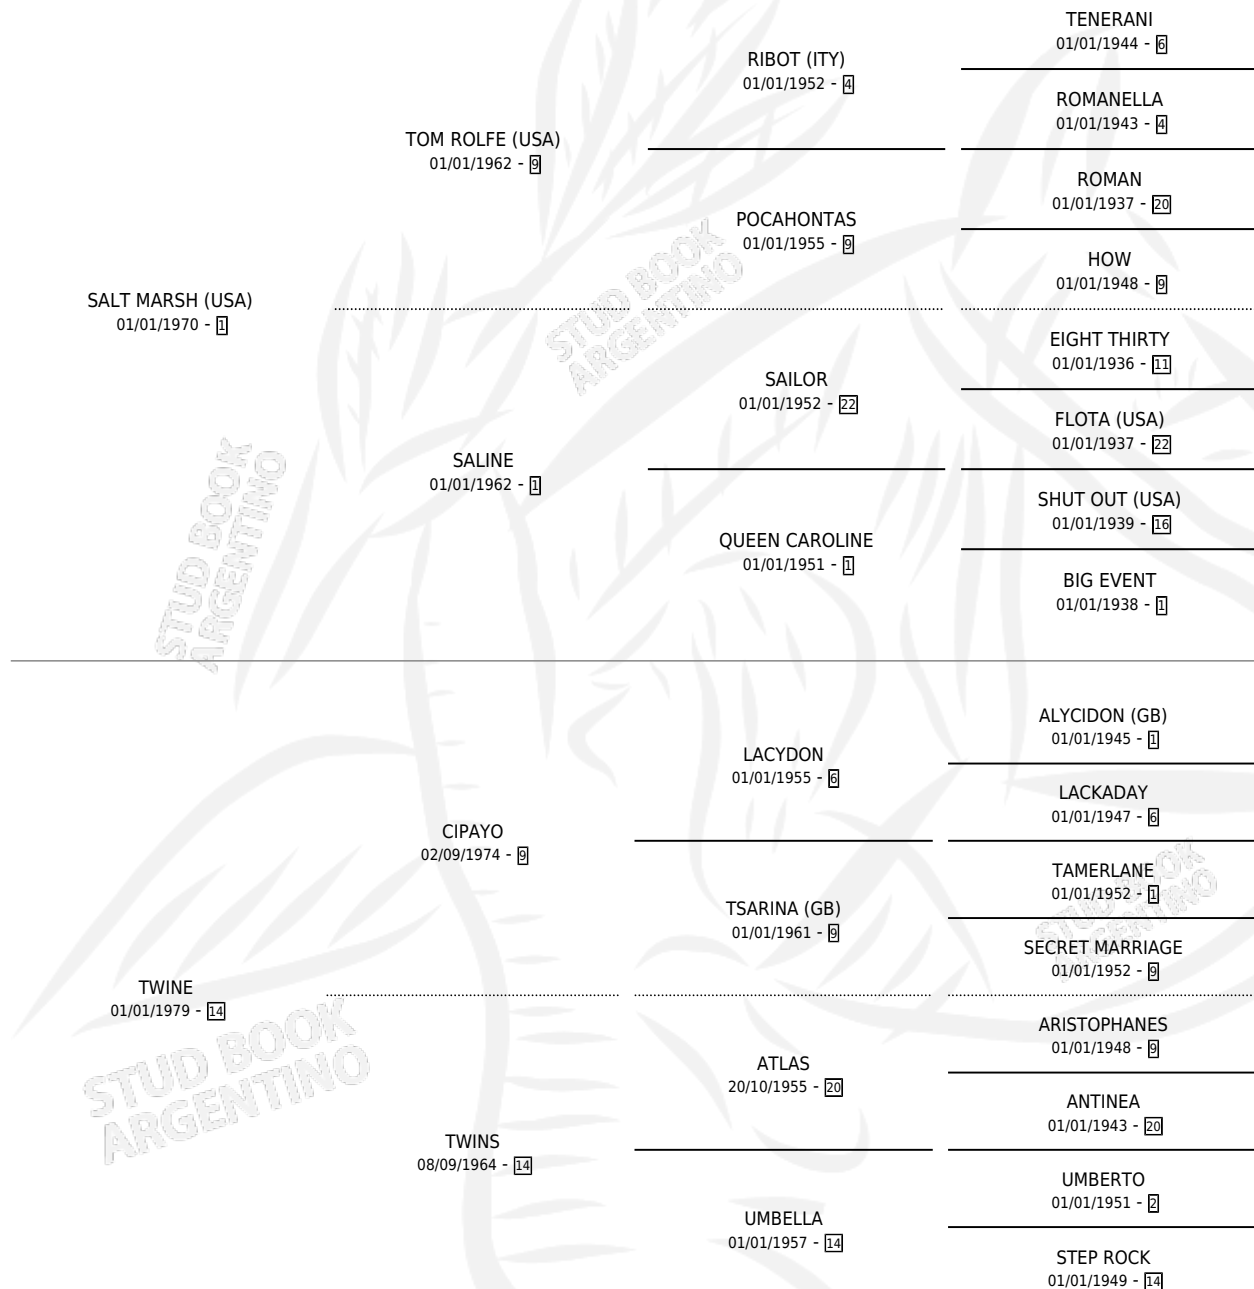 TENERANI
01/01/1944 - 6
RIBOT (ITY)
01/01/1952 - 4
ROMANELLA
01/01/1943 - 4
TOM ROLFE (USA)
01/01/1962 - 9
ROMAN
01/01/1937 - 20
POCAHONTAS
01/01/1955 - 9
HOW
01/01/1948 - 9
SALT MARSH (USA)
01/01/1970 - 1
EIGHT THIRTY
01/01/1936 - 11
SAILOR
01/01/1952 - 22
FLOTA (USA)
01/01/1937 - 22
SALINE
01/01/1962 - 1
SHUT OUT (USA)
01/01/1939 - 16
QUEEN CAROLINE
01/01/1951 - 1
BIG EVENT
01/01/1938 - 1
STUD BOOK
ARGENTINO
STUD BOOK
ARGENTINO
ALYCIDON (GB)
01/01/1945 - 1
LACYDON
01/01/1955 - 6
LACKADAY
01/01/1947 - 6
CIPAYO
02/09/1974 - 9
TAMERLANE
01/01/1952 - 1
TSARINA (GB)
01/01/1961 - 9
SECRET MARRIAGE
01/01/1952 - 9
TWINE
01/01/1979 - 14
ARISTOPHANES
01/01/1948 - 9
ATLAS
20/10/1955 - 20
ANTINEA
01/01/1943 - 20
TWINS
08/09/1964 - 14
UMBERTO
01/01/1951 - 2
UMBELLA
01/01/1957 - 14
STEP ROCK
01/01/1949 - 14
STUD BOOK
ARGENTINO
STUD BOOK
ARGENTINO